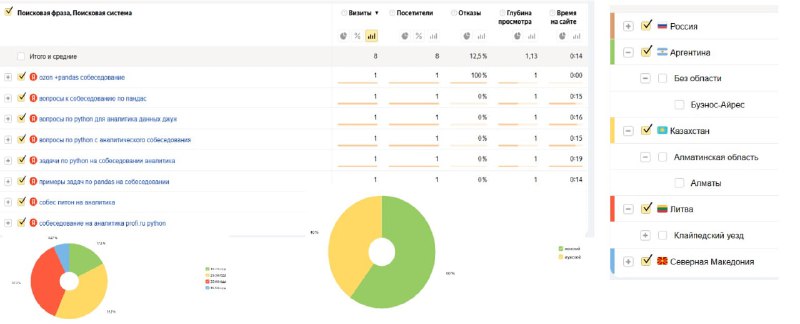 Поисковая фраза, Поисковая система
Визиты ▼
Посетители
Отказы
Глубина просмотра
Время на сайте
Итого и средние 8 8 12,5 % 1,13 0:14
ozon +pandas собеседование 1 1 100 % 1 0:00
вопросы к собеседованию по пандас 1 1 0 % 1 0:15
вопросы по python для аналитика данных джук 1 1 0 % 1 0:16
вопросы по python с аналитического собеседования 1 1 0 % 1 0:15
задачи по python на собеседовании аналитика 1 1 0 % 1 0:19
примеры задач по pandas на собеседовании 1 1 0 % 1 0:14
собес питон на аналитика
собеседование на аналитика profi.ru python
женский
мужской
Россия
Аргентина
Без области
Буэнос-Айрес
Казахстан
Алматинская область
Алматы
Литва
Клайпедский уезд
Северная Македония